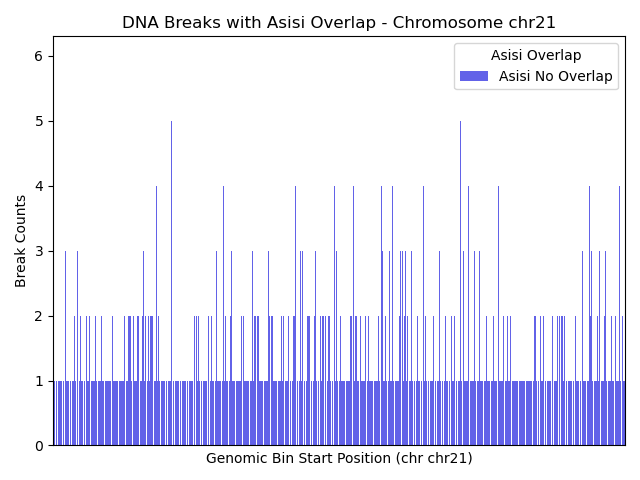 DNA Breaks with Asisi Overlap - Chromosome chr21
Asisi Overlap
Asisi No Overlap
6
5
4
3
2
1
0
Break Counts
Genomic Bin Start Position (chr chr21)